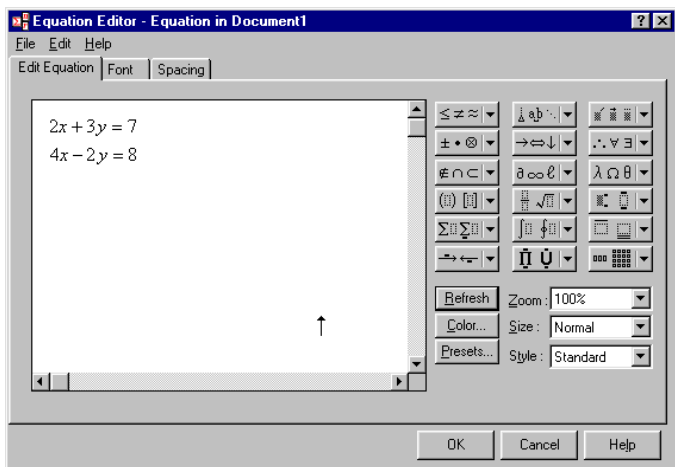 Equation Editor - Equation in Document1
File Edit Help
Edit Equation Font Spacing
2x + 3y = 7
4x − 2y = 8
Refresh Zoom : 100%
Color... Size : Normal
Presets... Style : Standard
OK Cancel Help